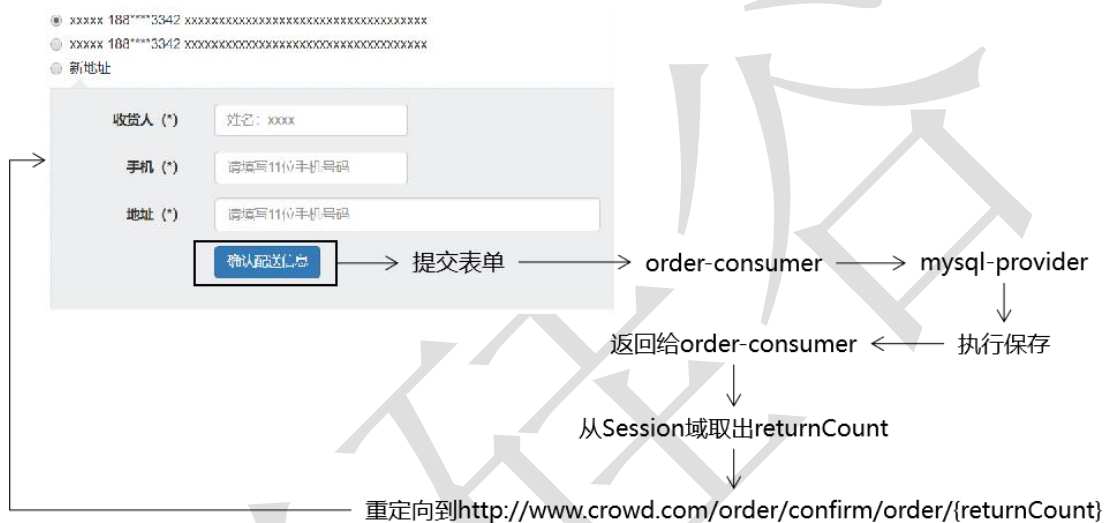 xxxxx 188****3342 xxxxxxxxxxxxxxxxxxxxxxxxxxxxxxxxxxxx
xxxxx 188****3342 xxxxxxxxxxxxxxxxxxxxxxxxxxxxxxxxxxxx
新地址
收货人 (*) 姓名：xxxx
手机 (*) 请填写11位手机号码
地址 (*) 请填写11位手机号码
确认配送信息 提交表单 order-consumer mysql-provider
返回给order-consumer 执行保存
从Session域取出returnCount
重定向到http://www.crowd.com/order/confirm/order/{returnCount}